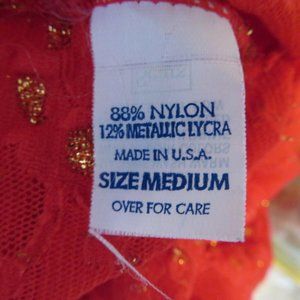 88% NYLON
12% METALLIC LYCRA
MADE IN U.S.A.
SIZE MEDIUM
OVER FOR CARE